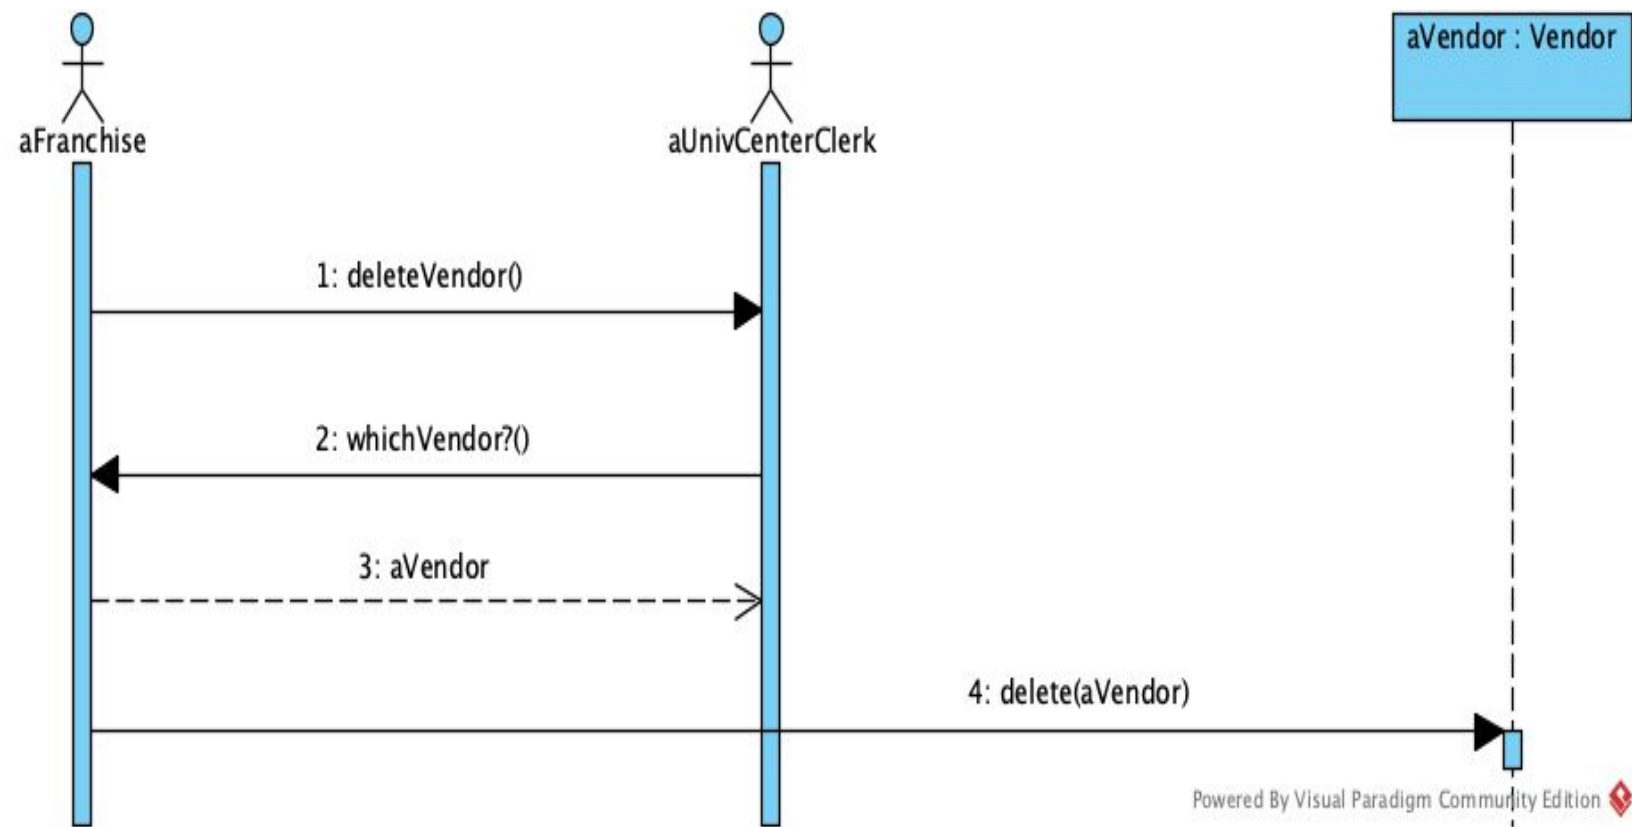 aFranchise
aUnivCenterClerk
aVendor : Vendor
1: deleteVendor()
2: whichVendor?()
3: aVendor
4: delete(aVendor)
Powered By Visual Paradigm Community Edition